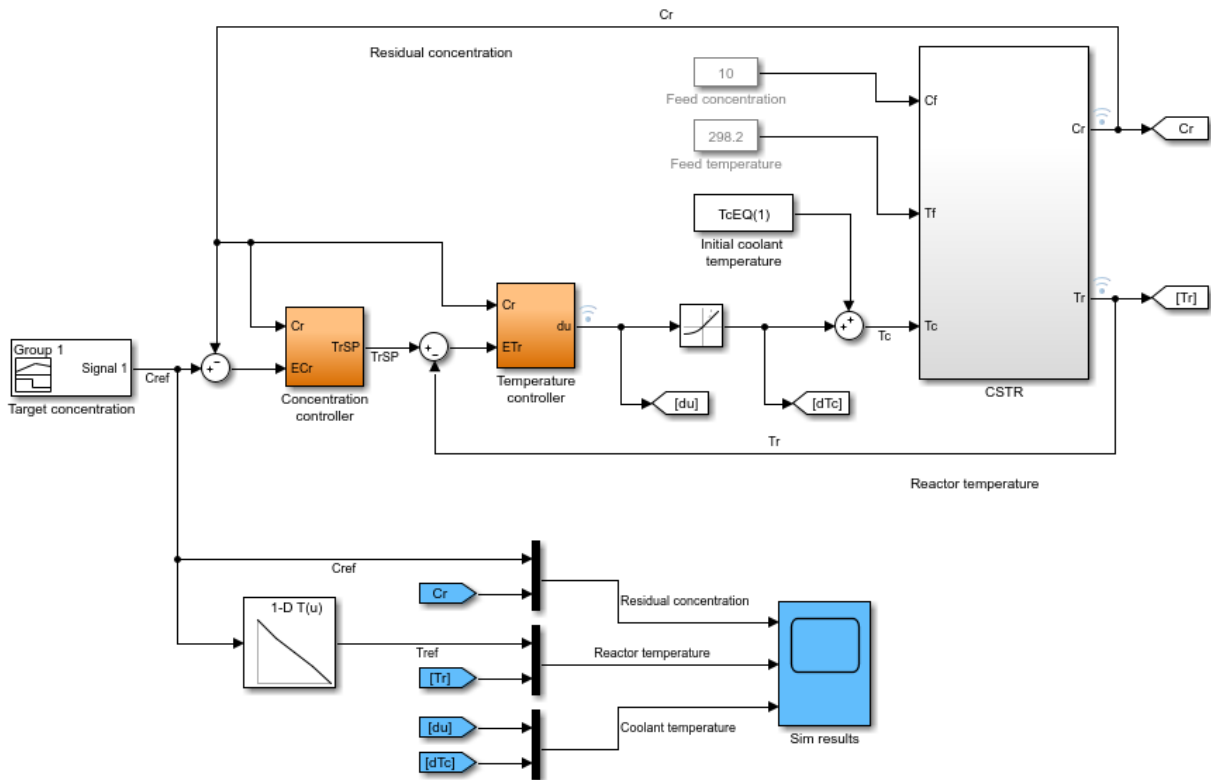 Cr
Residual concentration
10
Feed concentration
298.2
Feed temperature
TcEQ(1)
Initial coolant
temperature
Cf
Tf
Tc
Cr
Tr
CSTR
Cr
[Tr]
Group 1
Signal 1
Target concentration
Cref
+
−
Cr
ECr
TrSP
Concentration
controller
TrSP
+
−
Cr
ETr
du
Temperature
controller
[du]
[dTc]
+
+
Tc
Tr
Reactor temperature
Cref
Cr
Residual concentration
1-D T(u)
Tref
[Tr]
Reactor temperature
[du]
[dTc]
Coolant temperature
Sim results